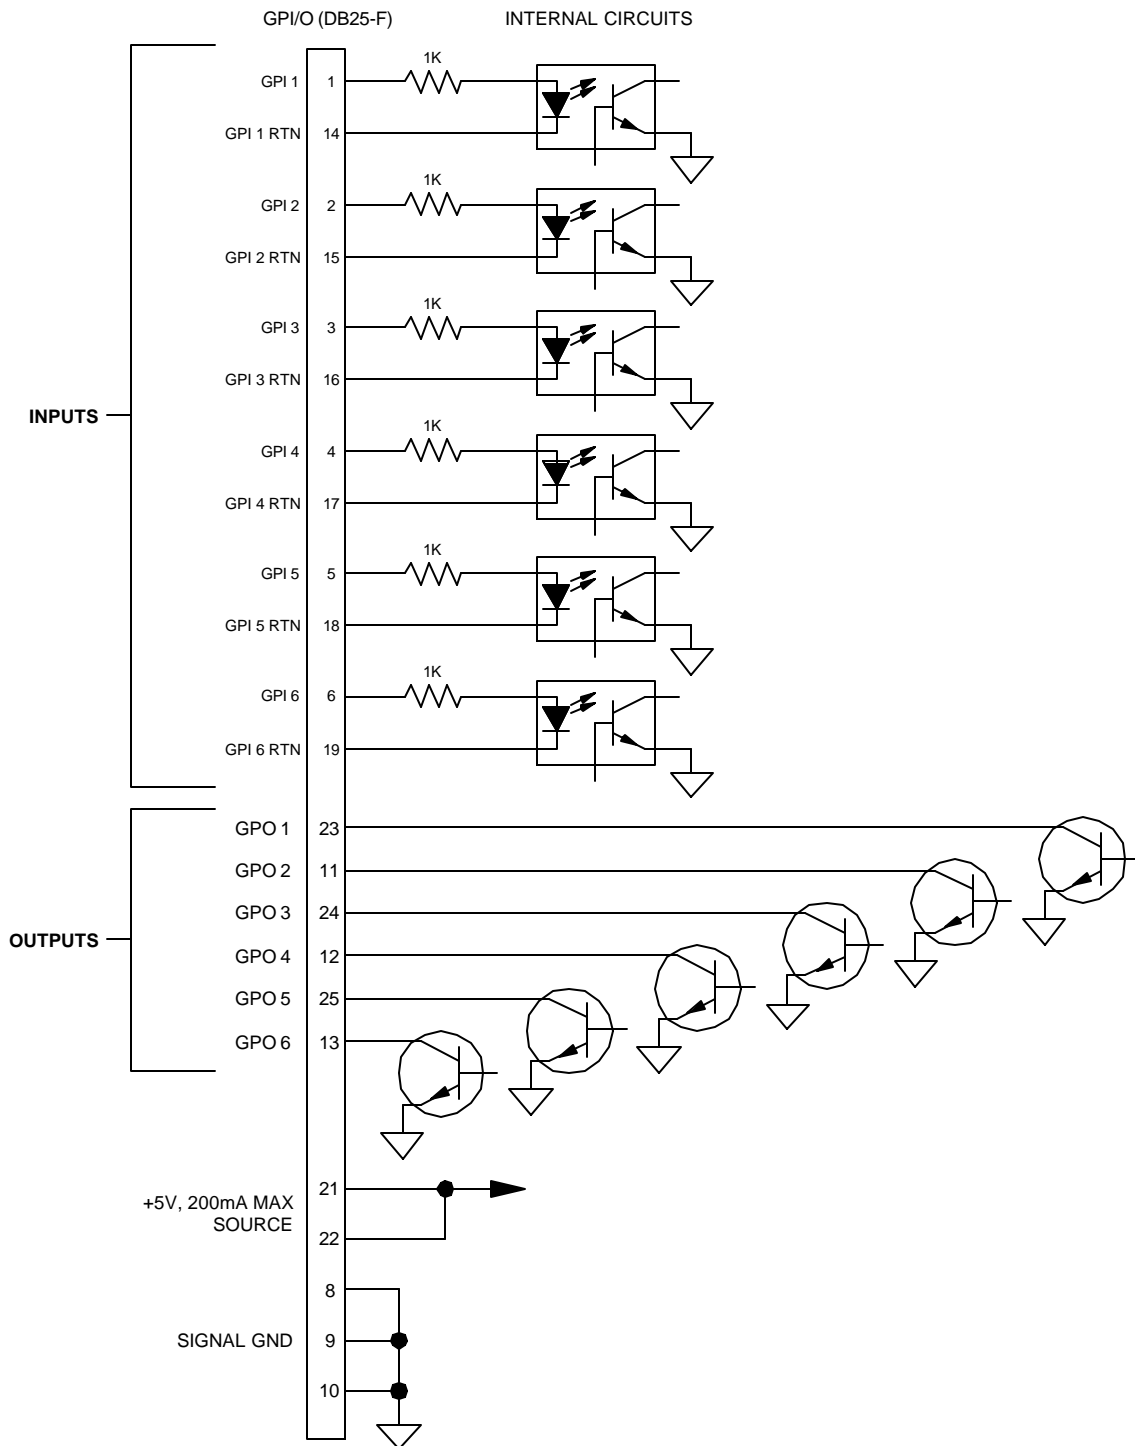 GPI/O (DB25-F) INTERNAL CIRCUITS
1K
GPI 1 1
GPI 1 RTN 14
1K
GPI 2 2
GPI 2 RTN 15
1K
GPI 3 3
GPI 3 RTN 16
INPUTS
1K
GPI 4 4
GPI 4 RTN 17
1K
GPI 5 5
GPI 5 RTN 18
1K
GPI 6 6
GPI 6 RTN 19
GPO 1 23
GPO 2 11
GPO 3 24
OUTPUTS
GPO 4 12
GPO 5 25
GPO 6 13
21
+5V, 200mA MAX
SOURCE
22
8
SIGNAL GND 9
10